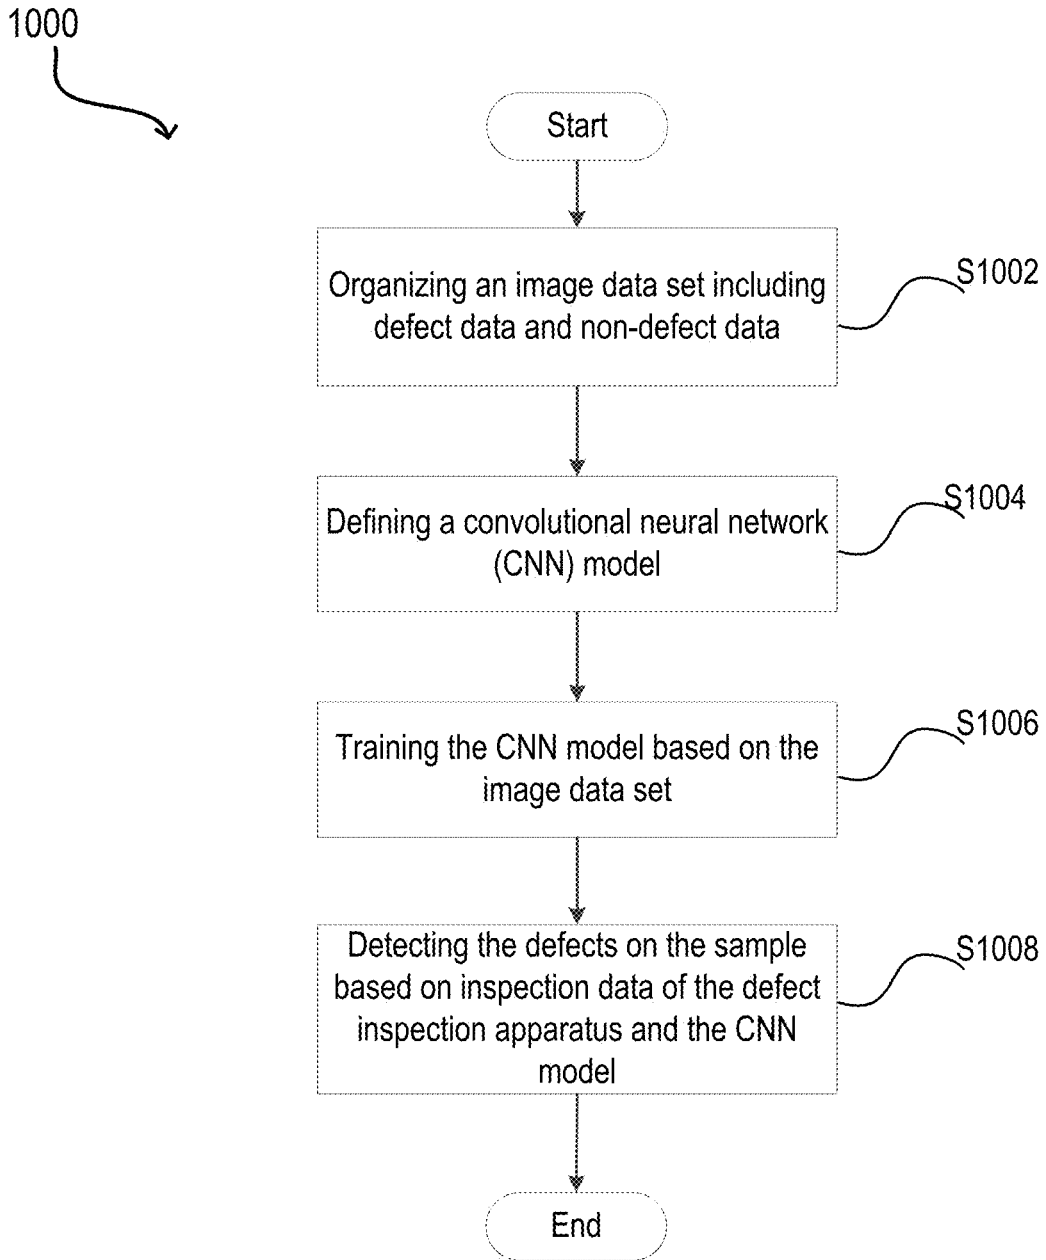 1000
Start
Organizing an image data set including
defect data and non-defect data
S1002
Defining a convolutional neural network
(CNN) model
S1004
Training the CNN model based on the
image data set
S1006
Detecting the defects on the sample
based on inspection data of the defect
inspection apparatus and the CNN
model
S1008
End